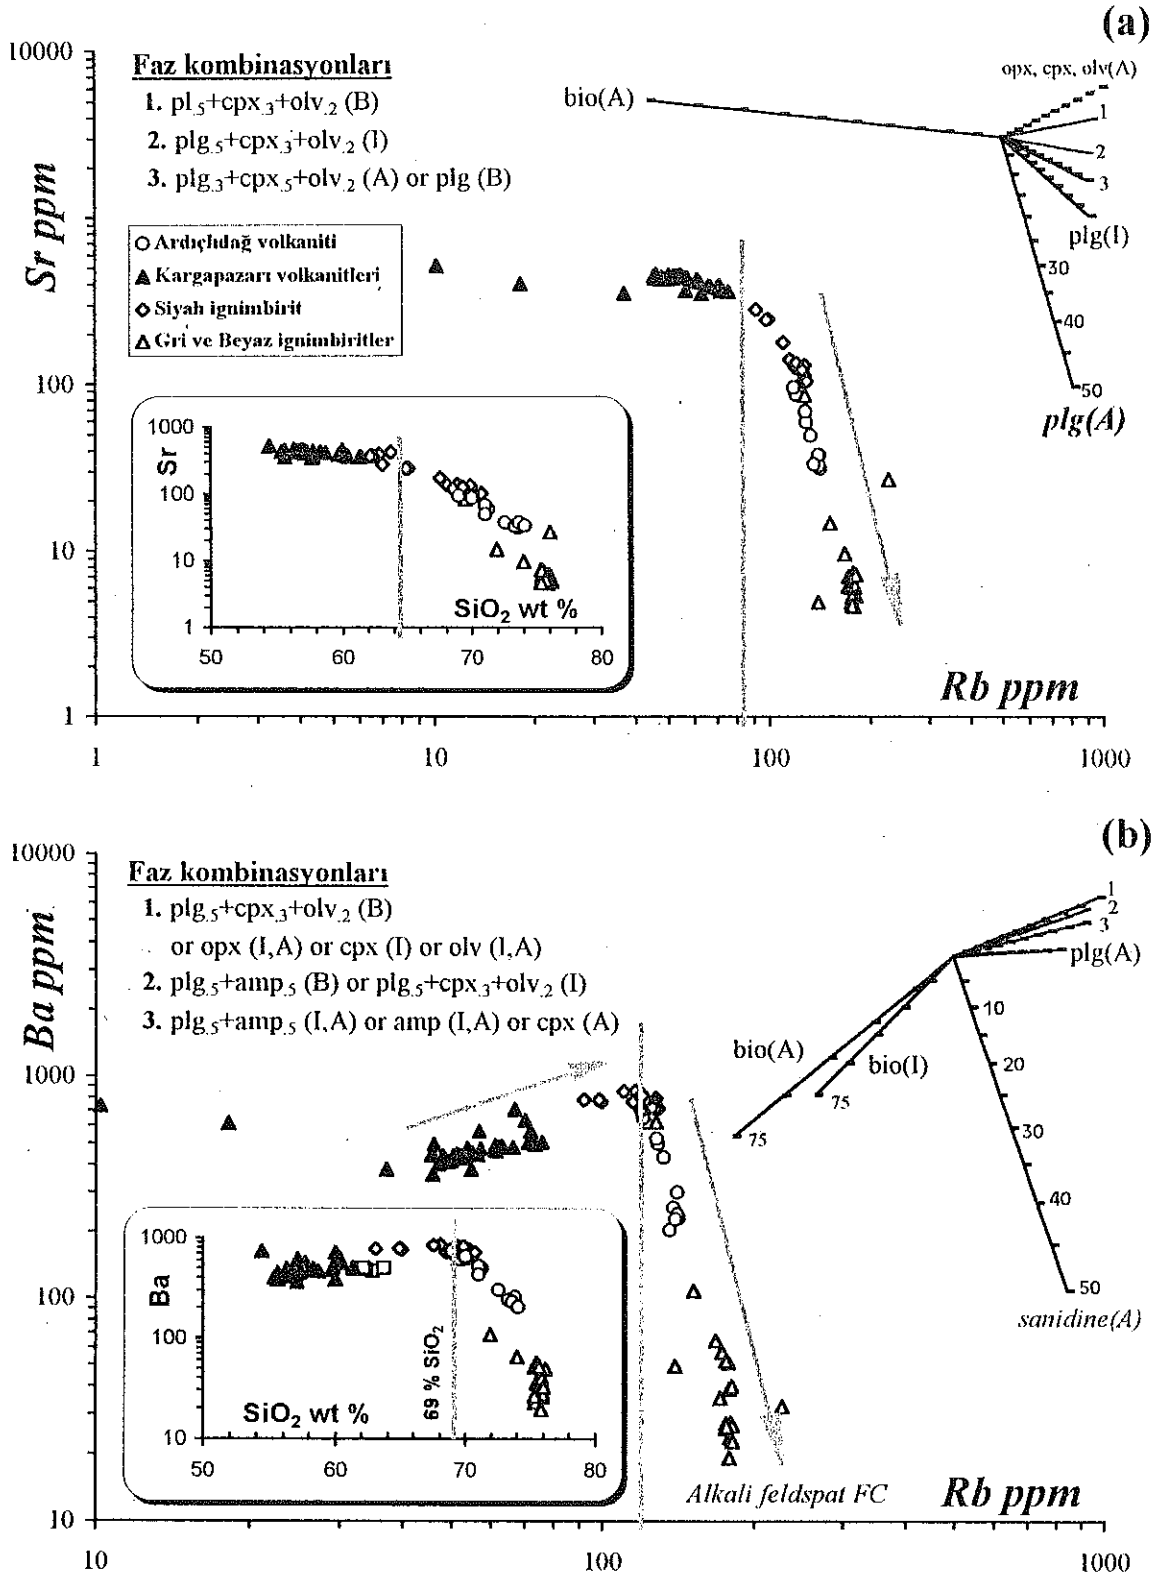 (a)
10000
Faz kombinasyonları
1. pl.5+cpx.3+olv.2 (B)
2. plg.5+cpx.3+olv.2 (I)
3. plg.3+cpx.5+olv.2 (A) or plg (B)
bio(A)
opx, cpx, olv(A)
1
2
3
plg(I)
30
40
50
plg(A)
Sr ppm
Ardıçlıdağ volkaniti
Kargapazarı volkanitleri
Siyah ignimbirit
Gri ve Beyaz ignimbiritler
100
10
1
1000
Sr
100
10
1
SiO2 wt %
50
60
70
80
Rb ppm
1
10
100
1000
(b)
10000
Faz kombinasyonları
1. plg.5+cpx.3+olv.2 (B)
or opx (I,A) or cpx (I) or olv (I,A)
2. plg.5+amp.5 (B) or plg.5+cpx.3+olv.2 (I)
3. plg.5+amp.5 (I,A) or amp (I,A) or cpx (A)
1
2
3
plg(A)
bio(A)
bio(I)
75
75
10
20
30
40
50
sanidine(A)
Ba ppm
1000
100
10
1000
Ba
100
10
SiO2 wt %
69 % SiO2
50
60
70
80
Alkali feldspat FC
Rb ppm
10
100
1000